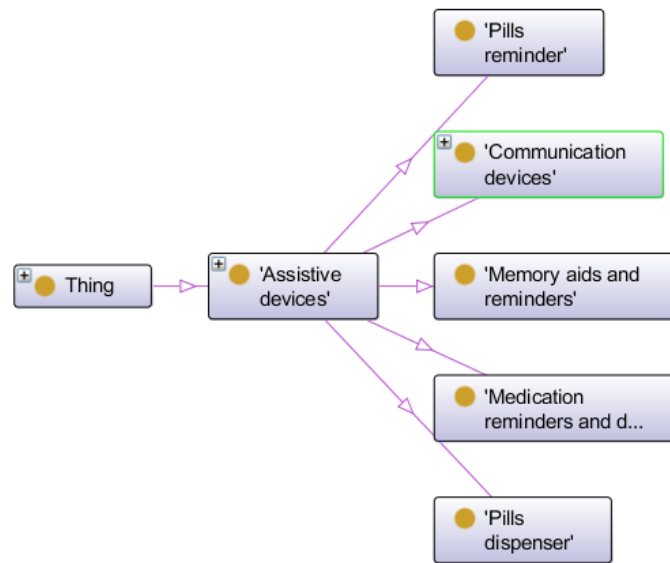 'Pills
reminder'
'Communication
devices'
Thing
'Assistive
devices'
'Memory aids and
reminders'
'Medication
reminders and d...
'Pills
dispenser'